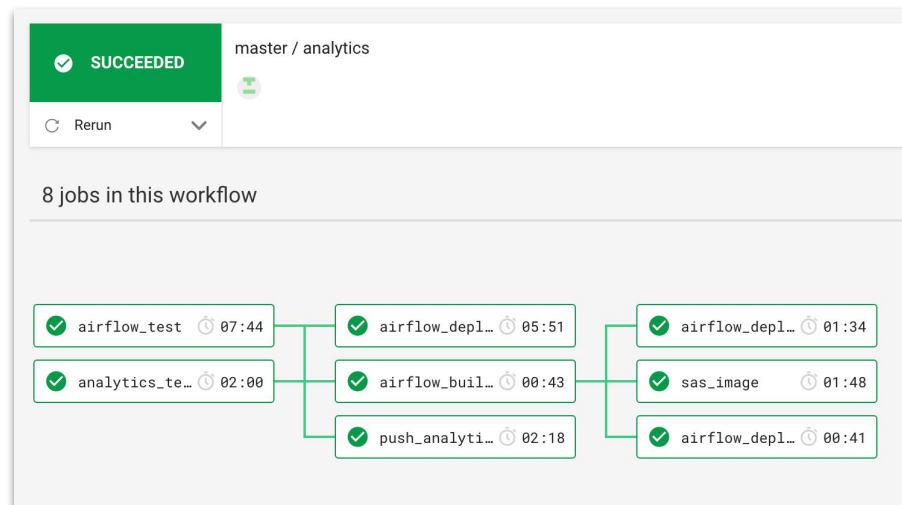 SUCCEEDED
master / analytics
Rerun
8 jobs in this workflow
airflow_test 07:44
airflow_depl… 05:51
airflow_depl… 01:34
analytics_te… 02:00
airflow_buil… 00:43
sas_image 01:48
push_analyti… 02:18
airflow_depl… 00:41